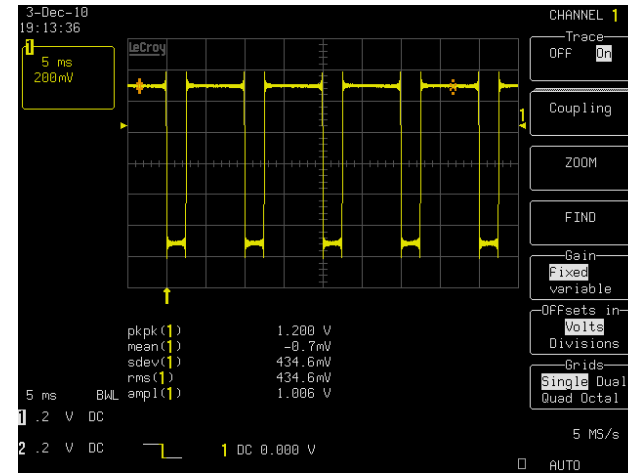 3-Dec-10
19:13:36
1
5 ms
200mV
LeCroy
1
CHANNEL 1
Trace
OFF On
Coupling
ZOOM
FIND
Gain
Fixed
variable
Offsets in
Volts
Divisions
Grids
Single Dual
Quad Octal
pkpk(1) 1.200 V
mean(1) -0.7mV
sdev(1) 434.6mV
rms(1) 434.6mV
ampl(1) 1.006 V
5 ms BWL
1 .2 V DC
2 .2 V DC
1 DC 0.000 V
5 MS/s
AUTO